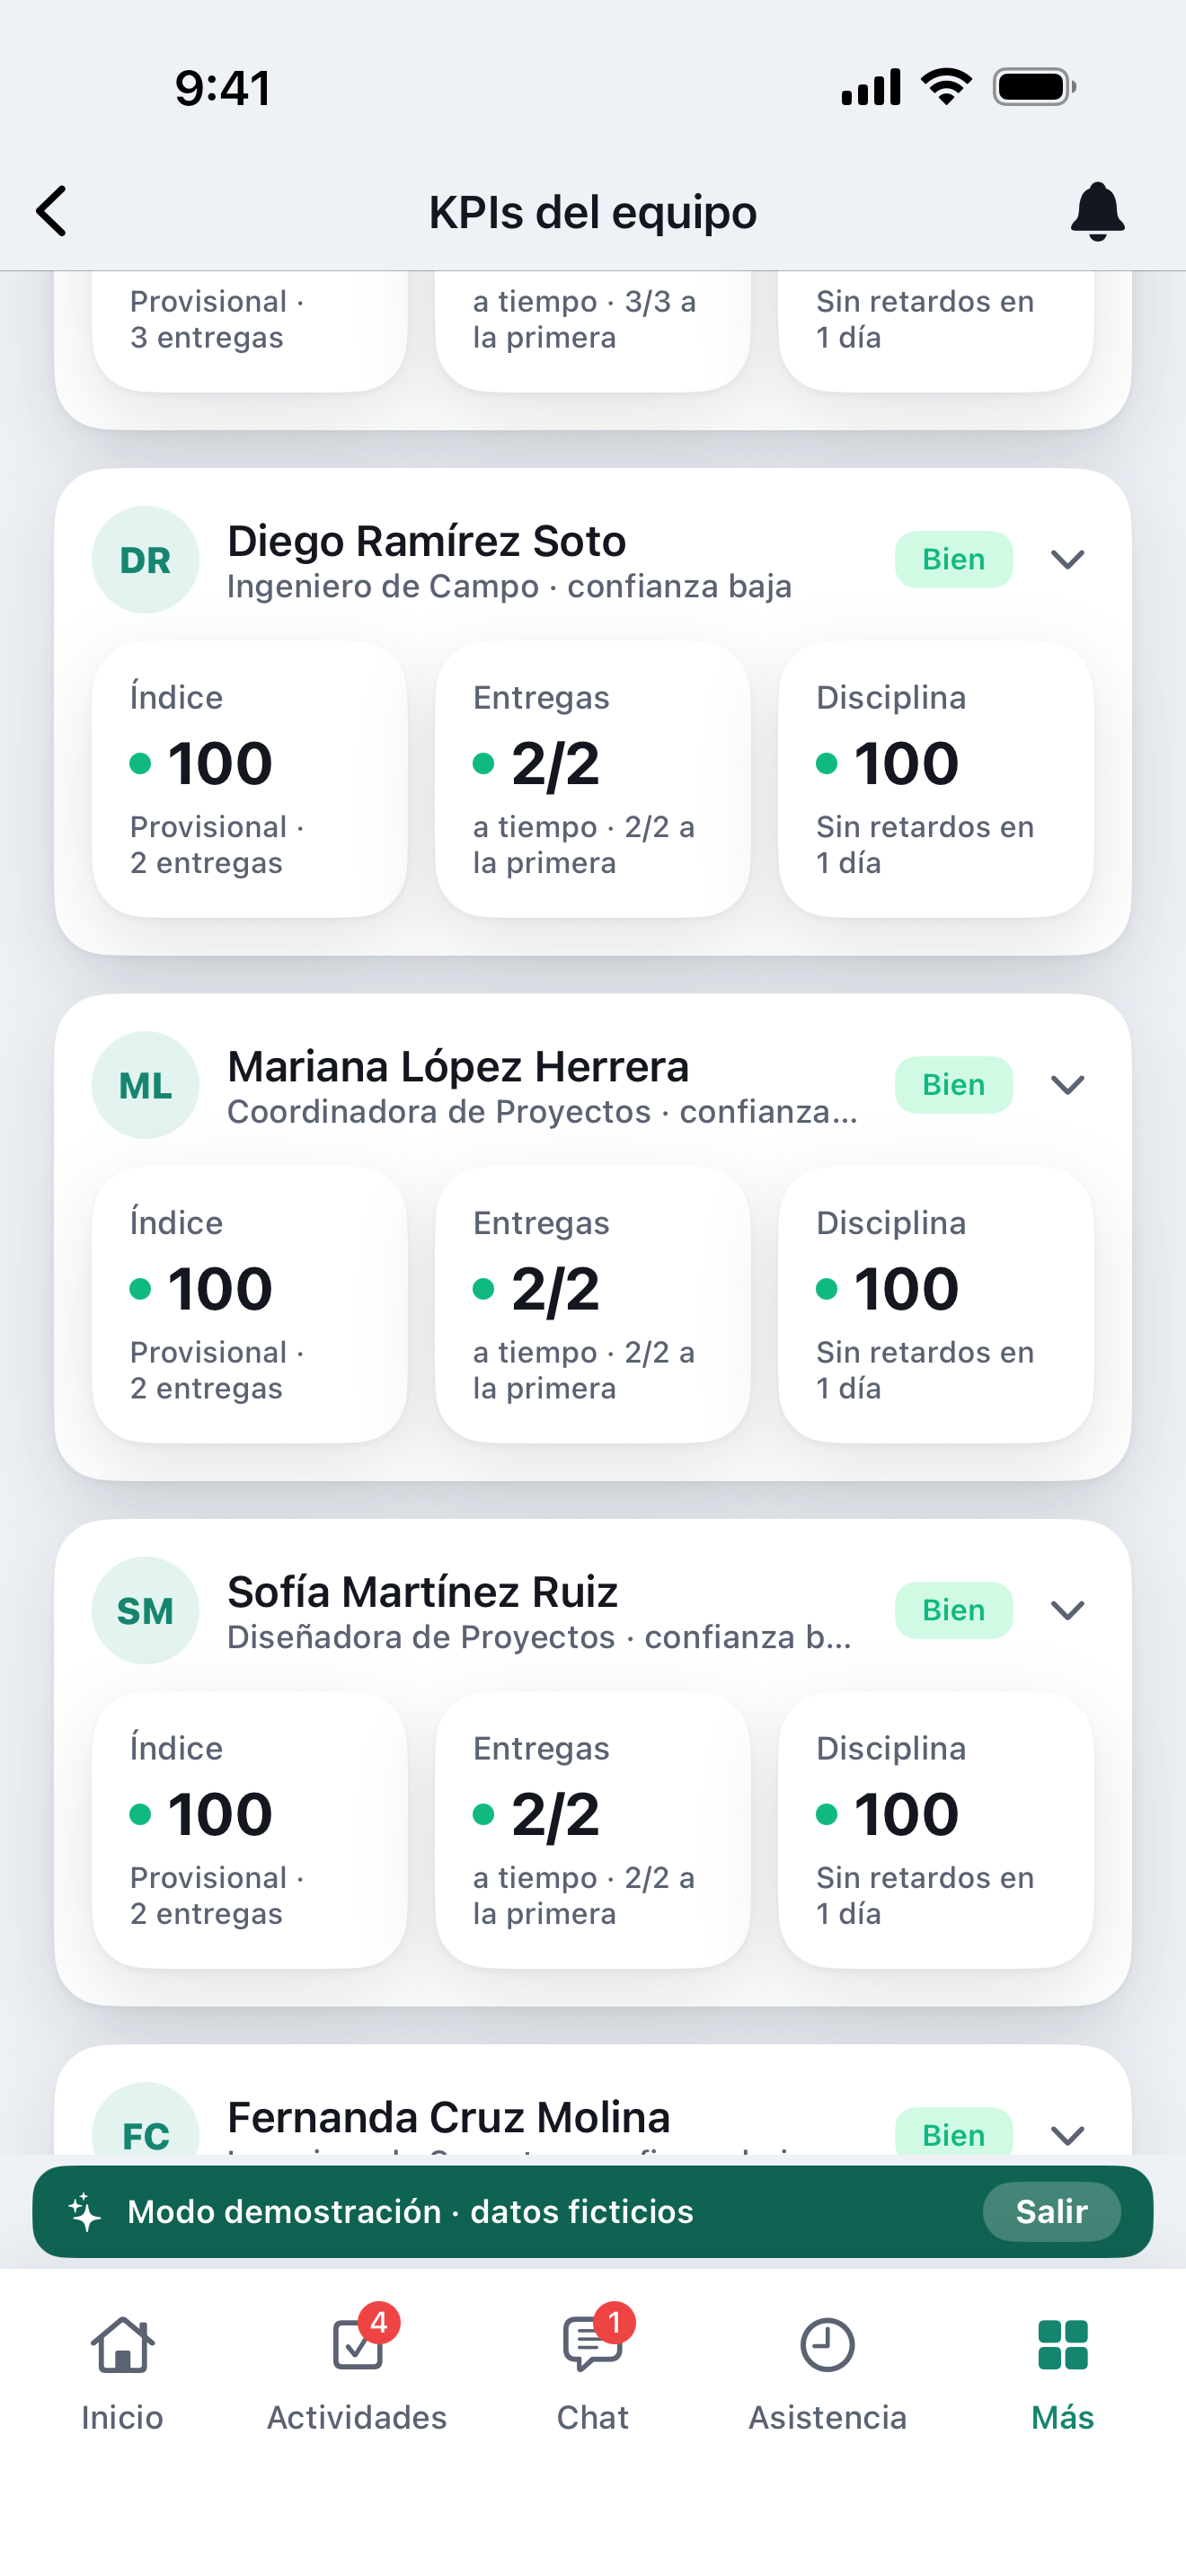 9:41
KPIs del equipo
Provisional ·
3 entregas
a tiempo · 3/3 a
la primera
Sin retardos en
1 día
DR
Diego Ramírez Soto
Ingeniero de Campo · confianza baja
Bien
Índice
100
Provisional ·
2 entregas
Entregas
2/2
a tiempo · 2/2 a
la primera
Disciplina
100
Sin retardos en
1 día
ML
Mariana López Herrera
Coordinadora de Proyectos · confianza...
Bien
Índice
100
Provisional ·
2 entregas
Entregas
2/2
a tiempo · 2/2 a
la primera
Disciplina
100
Sin retardos en
1 día
SM
Sofía Martínez Ruiz
Diseñadora de Proyectos · confianza b...
Bien
Índice
100
Provisional ·
2 entregas
Entregas
2/2
a tiempo · 2/2 a
la primera
Disciplina
100
Sin retardos en
1 día
FC
Fernanda Cruz Molina
Bien
Modo demostración · datos ficticios
Salir
4
1
Inicio
Actividades
Chat
Asistencia
Más